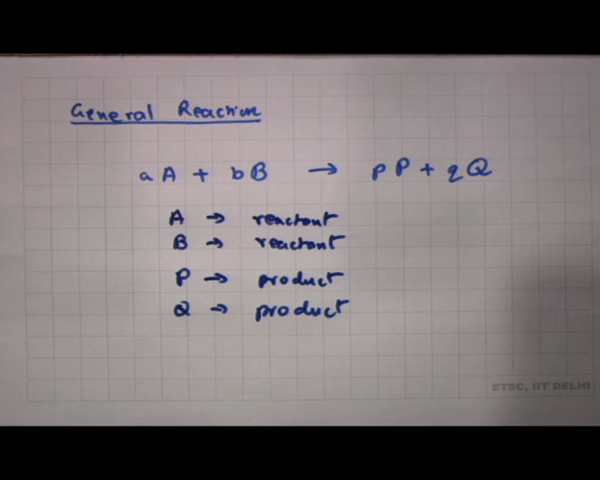 General Reaction
aA + bB → pP + qQ
A → reactant
B → reactant
P → product
Q → product
ETSC, IIT DELHI